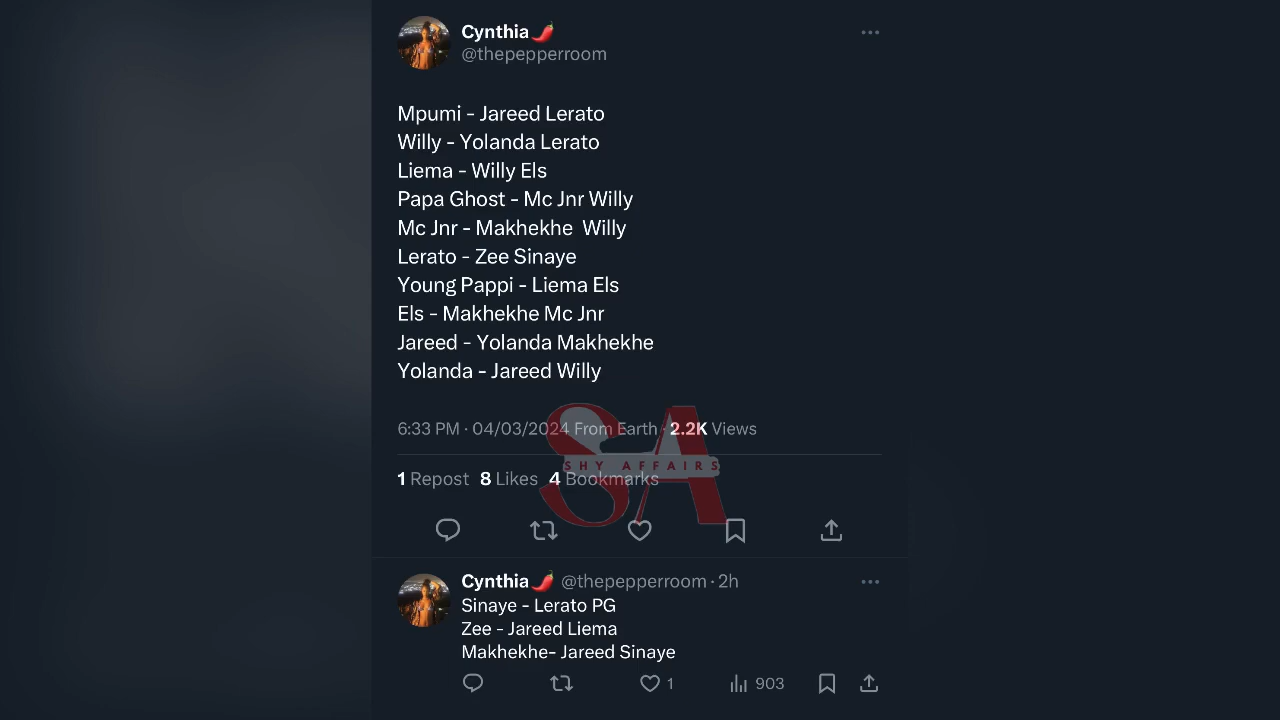 Cynthia🌶️
@thepepperroom
Mpumi - Jareed Lerato
Willy - Yolanda Lerato
Liema - Willy Els
Papa Ghost - Mc Jnr Willy
Mc Jnr - Makhekhe  Willy
Lerato - Zee Sinaye
Young Pappi - Liema Els
Els - Makhekhe Mc Jnr
Jareed - Yolanda Makhekhe
Yolanda - Jareed Willy
6:33 PM · 04/03/2024 From Earth · 2.2K Views
1 Repost 8 Likes 4 Bookmarks
SA
SHY AFFAIRS
Cynthia🌶️ @thepepperroom · 2h
Sinaye - Lerato PG
Zee - Jareed Liema
Makhekhe- Jareed Sinaye
1 903